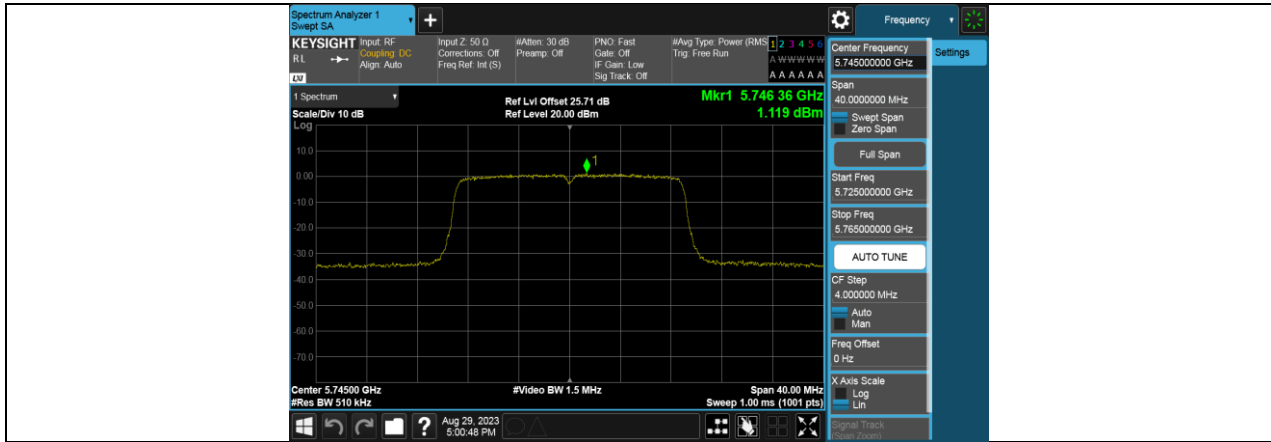 Spectrum Analyzer 1
Swept SA
+
Frequency
KEYSIGHT
RL
LXI
Input: RF
Coupling: DC
Align: Auto
Input Z: 50 Ω
Corrections: Off
Freq Ref: Int (S)
#Atten: 30 dB
Preamp: Off
PNO: Fast
Gate: Off
IF Gain: Low
Sig Track: Off
#Avg Type: Power (RMS
Trig: Free Run
1 2 3 4 5 6
A W W W W W
A A A A A A
1 Spectrum
Scale/Div 10 dB
Ref Lvl Offset 25.71 dB
Ref Level 20.00 dBm
Mkr1 5.746 36 GHz
1.119 dBm
Log
10.0
0.00
-10.0
-20.0
-30.0
-40.0
-50.0
-60.0
-70.0
1
Center 5.74500 GHz
#Res BW 510 kHz
#Video BW 1.5 MHz
Span 40.00 MHz
Sweep 1.00 ms (1001 pts)
?
Aug 29, 2023
5:00:48 PM
Center Frequency
5.745000000 GHz
Settings
Span
40.0000000 MHz
Swept Span
Zero Span
Full Span
Start Freq
5.725000000 GHz
Stop Freq
5.765000000 GHz
AUTO TUNE
CF Step
4.000000 MHz
Auto
Man
Freq Offset
0 Hz
X Axis Scale
Log
Lin
Signal Track
(Span Zoom)